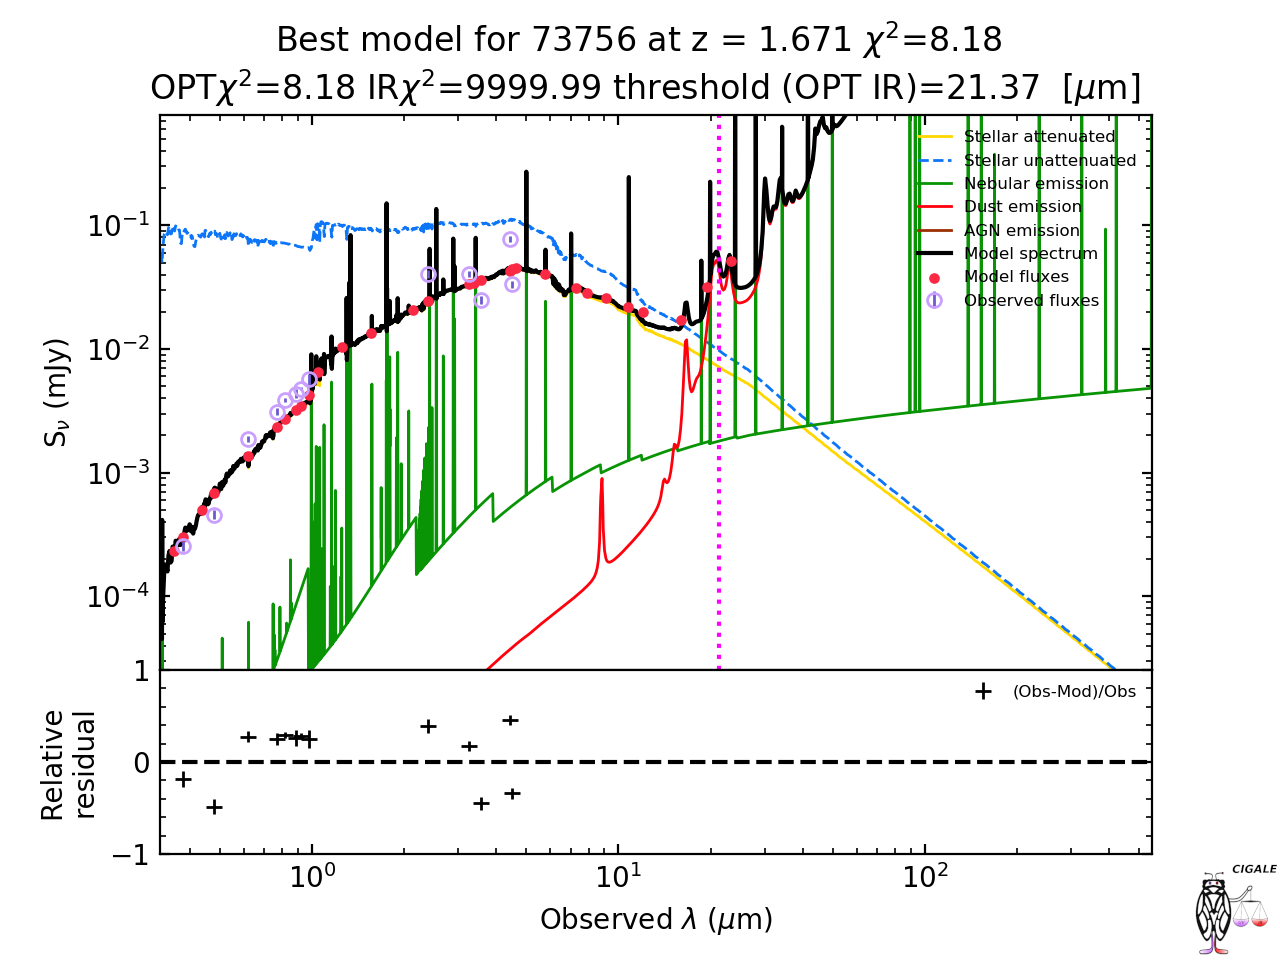 Best model for 73756 at z = 1.671 χ²=8.18
OPTχ²=8.18 IRχ²=9999.99 threshold (OPT IR)=21.37 [μm]
Stellar attenuated
Stellar unattenuated
Nebular emission
Dust emission
AGN emission
Model spectrum
Model fluxes
Observed fluxes
S_ν (mJy)
10⁻¹
10⁻²
10⁻³
10⁻⁴
1
0
−1
Relative
residual
(Obs-Mod)/Obs
10⁰
10¹
10²
Observed λ (μm)
CIGALE